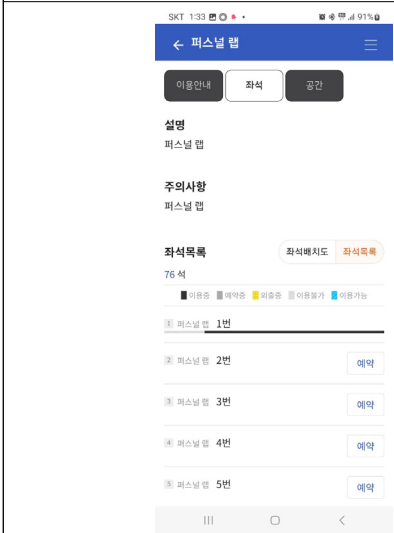 SKT 1:33
91%
← 퍼스널 랩
이용안내 좌석 공간
설명
퍼스널 랩
주의사항
퍼스널 랩
좌석목록 좌석배치도 좌석목록
76 석
이용중 예약중 외출중 이용불가 이용가능
1 퍼스널 랩 1번
2 퍼스널 랩 2번 예약
3 퍼스널 랩 3번 예약
4 퍼스널 랩 4번 예약
5 퍼스널 랩 5번 예약